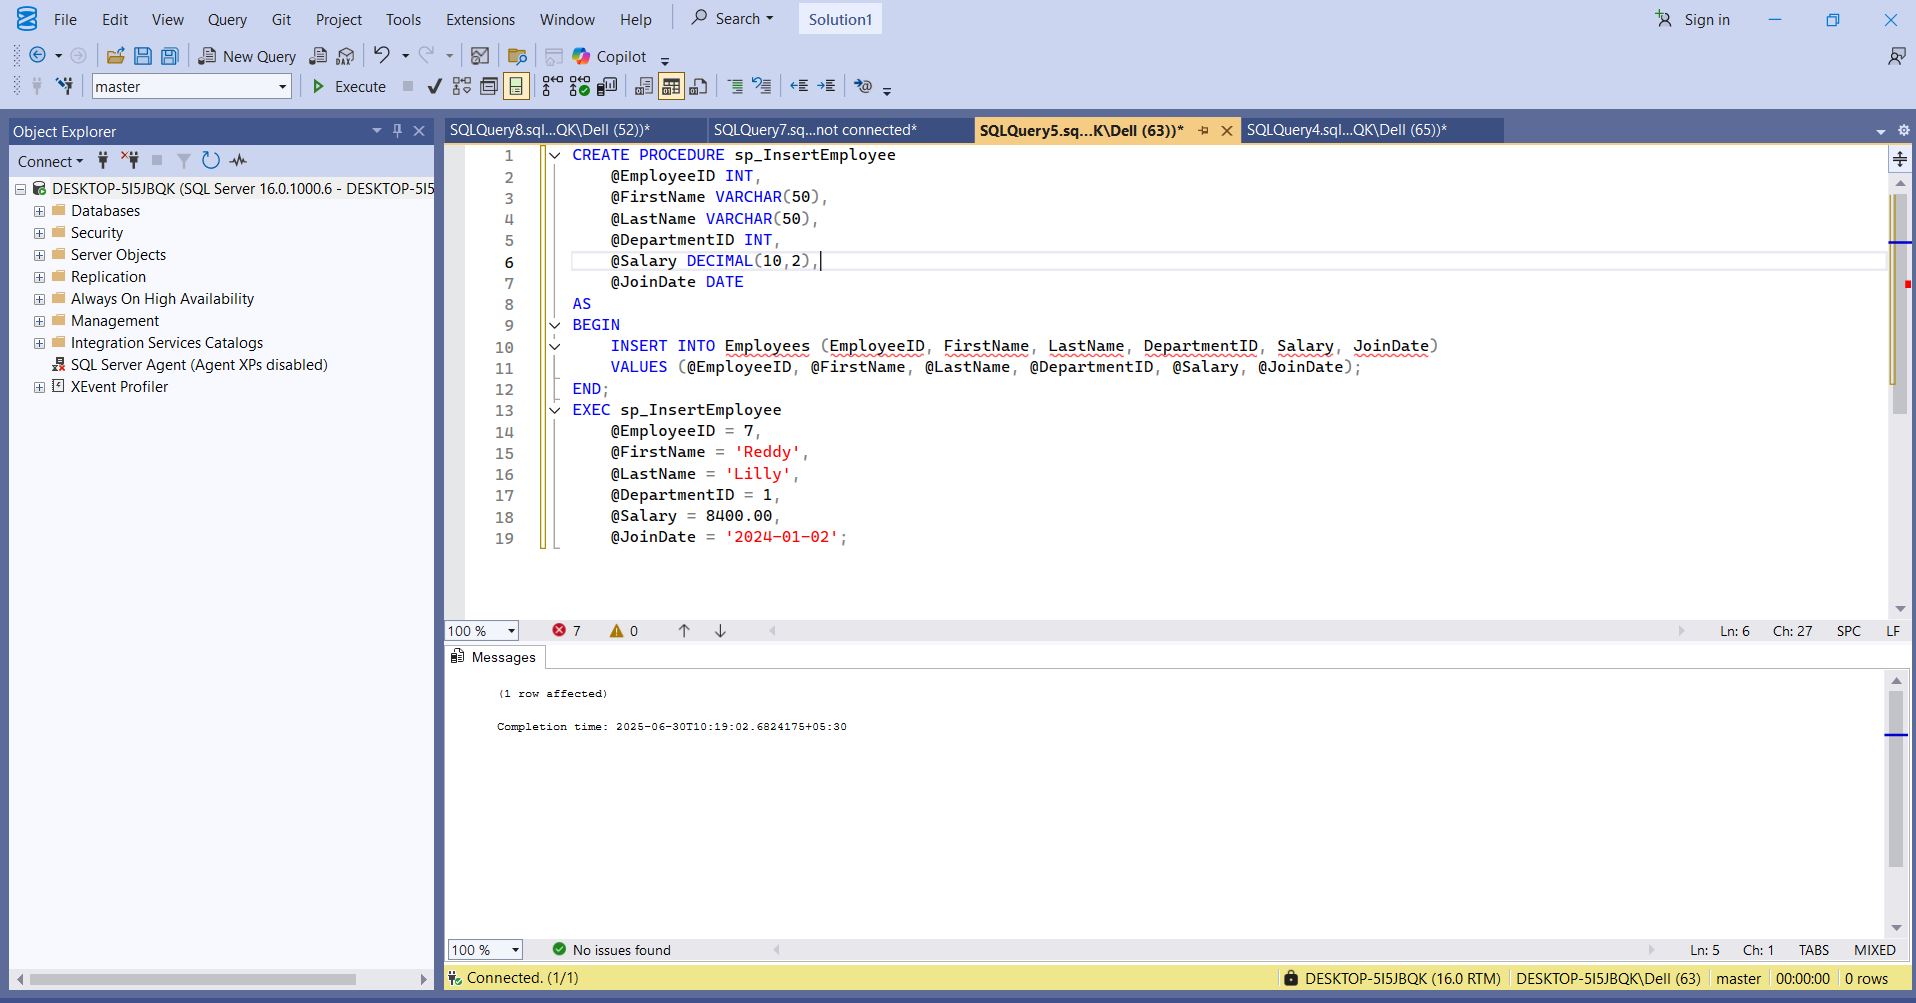 File Edit View Query Git Project Tools Extensions Window Help Search Solution1 Sign in
New Query DAX Copilot
master Execute
Object Explorer
Connect
DESKTOP-5I5JBQK (SQL Server 16.0.1000.6 - DESKTOP-5I5
Databases
Security
Server Objects
Replication
Always On High Availability
Management
Integration Services Catalogs
SQL Server Agent (Agent XPs disabled)
XEvent Profiler
SQLQuery8.sql...QK\Dell (52))* SQLQuery7.sq...not connected* SQLQuery5.sq...K\Dell (63))* SQLQuery4.sql...QK\Dell (65))*
1 CREATE PROCEDURE sp_InsertEmployee
2 @EmployeeID INT,
3 @FirstName VARCHAR(50),
4 @LastName VARCHAR(50),
5 @DepartmentID INT,
6 @Salary DECIMAL(10,2),
7 @JoinDate DATE
8 AS
9 BEGIN
10 INSERT INTO Employees (EmployeeID, FirstName, LastName, DepartmentID, Salary, JoinDate)
11 VALUES (@EmployeeID, @FirstName, @LastName, @DepartmentID, @Salary, @JoinDate);
12 END;
13 EXEC sp_InsertEmployee
14 @EmployeeID = 7,
15 @FirstName = 'Reddy',
16 @LastName = 'Lilly',
17 @DepartmentID = 1,
18 @Salary = 8400.00,
19 @JoinDate = '2024-01-02';
100 % 7 0 Ln: 6 Ch: 27 SPC LF
Messages
(1 row affected)
Completion time: 2025-06-30T10:19:02.6824175+05:30
100 % No issues found Ln: 5 Ch: 1 TABS MIXED
Connected. (1/1) DESKTOP-5I5JBQK (16.0 RTM) DESKTOP-5I5JBQK\Dell (63) master 00:00:00 0 rows